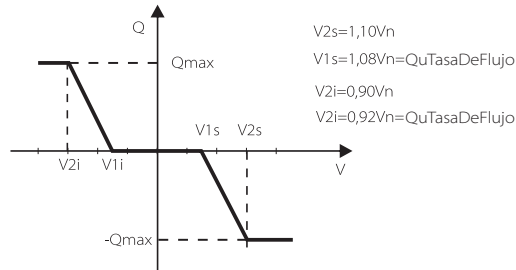 Q
V2s=1,10Vn
V1s=1,08Vn=QuTasaDeFlujo
Qmax
V2i=0,90Vn
V2i=0,92Vn=QuTasaDeFlujo
V1s V2s
V2i V1i V
-Qmax